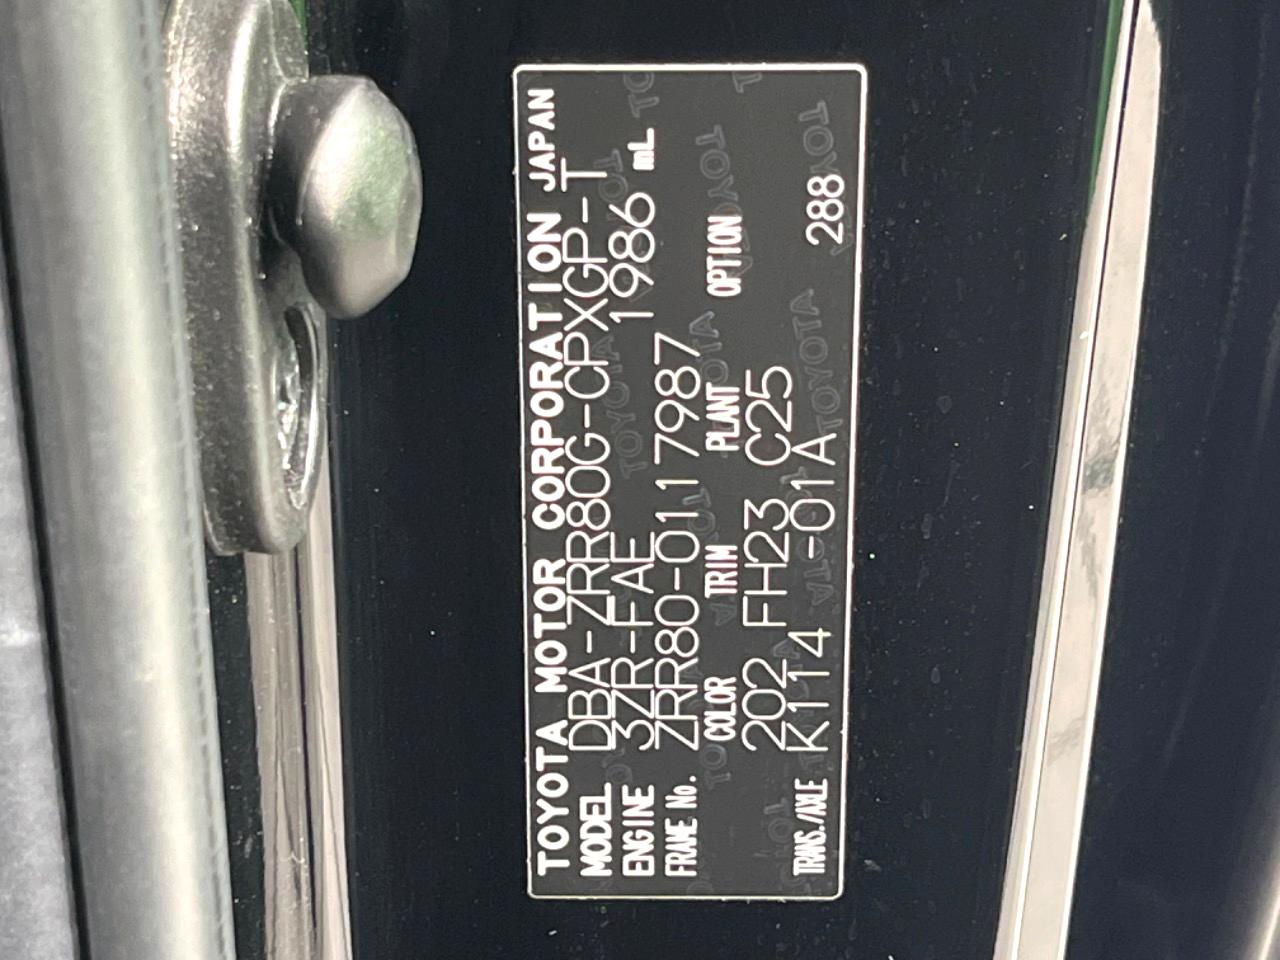 TOYOTA MOTOR CORPORATION JAPAN
MODEL DBA-ZRR80G-CPXGP-T
ENGINE 3ZR-FAE 1986 mL
FRAME No. ZRR80-0117987
COLOR TRIM PLANT OPTION
202 FH23 C25
TRANS./AXLE K114 -01A 288